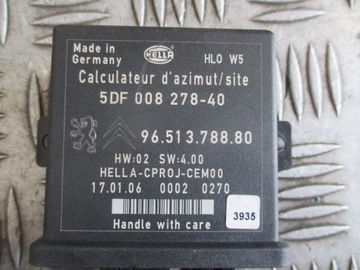 Made in
Germany
HELLA
HLO W5
Calculateur d'azimut/site
5DF 008 278-40
96.513.788.80
HW:02 SW:4.00
HELLA-CPROJ-CEM00
17.01.06 0002 0270
Handle with care
3935